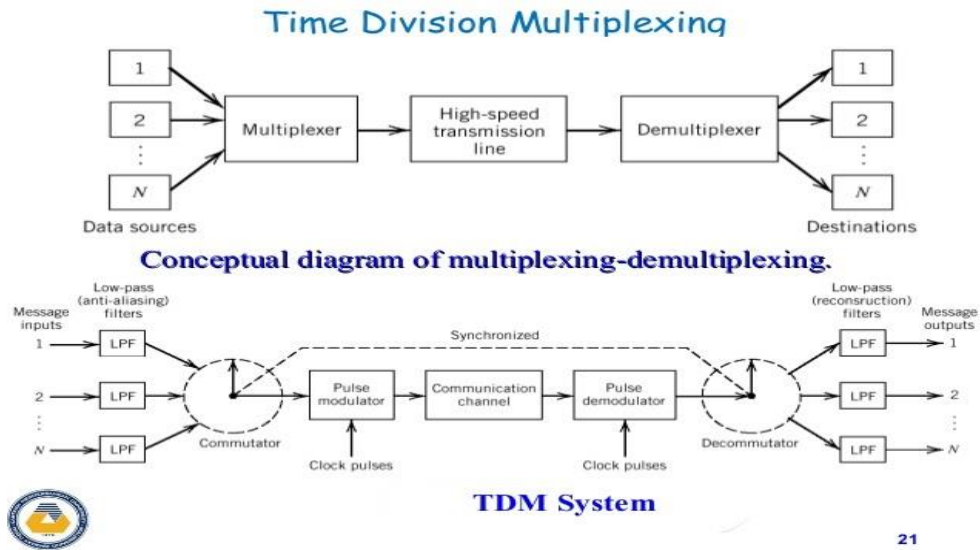 Time Division Multiplexing
1
2
N
Data sources
Multiplexer
High-speed
transmission
line
Demultiplexer
1
2
N
Destinations
Conceptual diagram of multiplexing-demultiplexing.
Message
inputs
Low-pass
(anti-aliasing)
filters
1
LPF
2
LPF
N
LPF
Commutator
Synchronized
Pulse
modulator
Clock pulses
Communication
channel
Pulse
demodulator
Clock pulses
Decommutator
Low-pass
(reconsruction)
filters
Message
outputs
LPF
1
LPF
2
LPF
N
TDM System
21